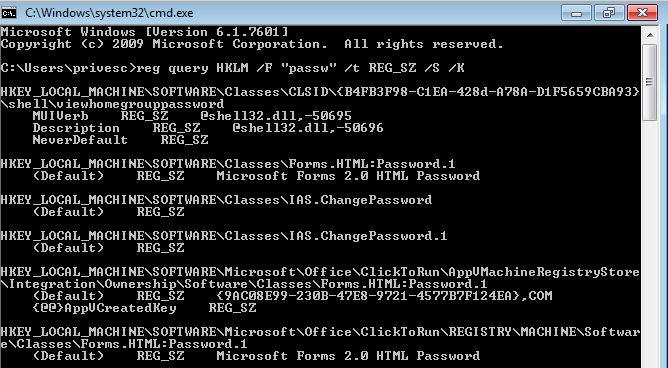 C:\Windows\system32\cmd.exe
Microsoft Windows [Version 6.1.7601]
Copyright (c) 2009 Microsoft Corporation.  All rights reserved.
C:\Users\privesc>reg query HKLM /F "passw" /t REG_SZ /S /K
HKEY_LOCAL_MACHINE\SOFTWARE\Classes\CLSID\{B4FB3F98-C1EA-428d-A78A-D1F5659CBA93}
\shell\viewhomegrouppassword
    MUIVerb    REG_SZ    @shell32.dll,-50695
    Description    REG_SZ    @shell32.dll,-50696
    NeverDefault    REG_SZ
HKEY_LOCAL_MACHINE\SOFTWARE\Classes\Forms.HTML:Password.1
    (Default)    REG_SZ    Microsoft Forms 2.0 HTML Password
HKEY_LOCAL_MACHINE\SOFTWARE\Classes\IAS.ChangePassword
    (Default)    REG_SZ
HKEY_LOCAL_MACHINE\SOFTWARE\Classes\IAS.ChangePassword.1
    (Default)    REG_SZ
HKEY_LOCAL_MACHINE\SOFTWARE\Microsoft\Office\ClickToRun\AppVMachineRegistryStore
\Integration\Ownership\Software\Classes\Forms.HTML:Password.1
    (Default)    REG_SZ    {9AC08E99-230B-47E8-9721-4577B7F124EA},COM
    {@@}AppVCreatedKey    REG_SZ
HKEY_LOCAL_MACHINE\SOFTWARE\Microsoft\Office\ClickToRun\REGISTRY\MACHINE\Softwar
e\Classes\Forms.HTML:Password.1
    (Default)    REG_SZ    Microsoft Forms 2.0 HTML Password